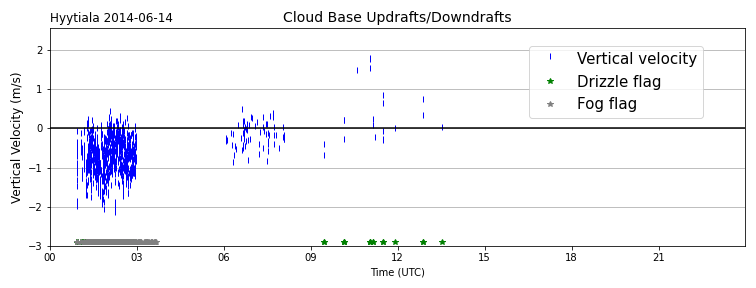 Hyytiala 2014-06-14
Cloud Base Updrafts/Downdrafts
Vertical Velocity (m/s)
2
1
0
−1
−2
−3
Vertical velocity
Drizzle flag
Fog flag
00 03 06 09 12 15 18 21
Time (UTC)